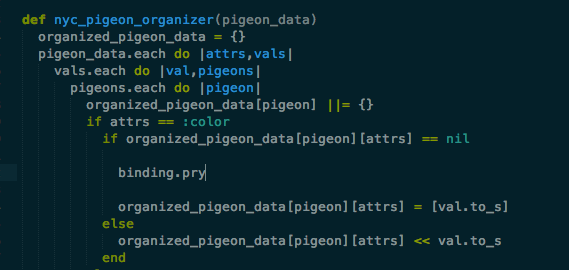 def nyc_pigeon_organizer(pigeon_data)
organized_pigeon_data = {}
pigeon_data.each do |attrs,vals|
vals.each do |val,pigeons|
pigeons.each do |pigeon|
organized_pigeon_data[pigeon] ||= {}
if attrs == :color
if organized_pigeon_data[pigeon][attrs] == nil
binding.pry
organized_pigeon_data[pigeon][attrs] = [val.to_s]
else
organized_pigeon_data[pigeon][attrs] << val.to_s
end